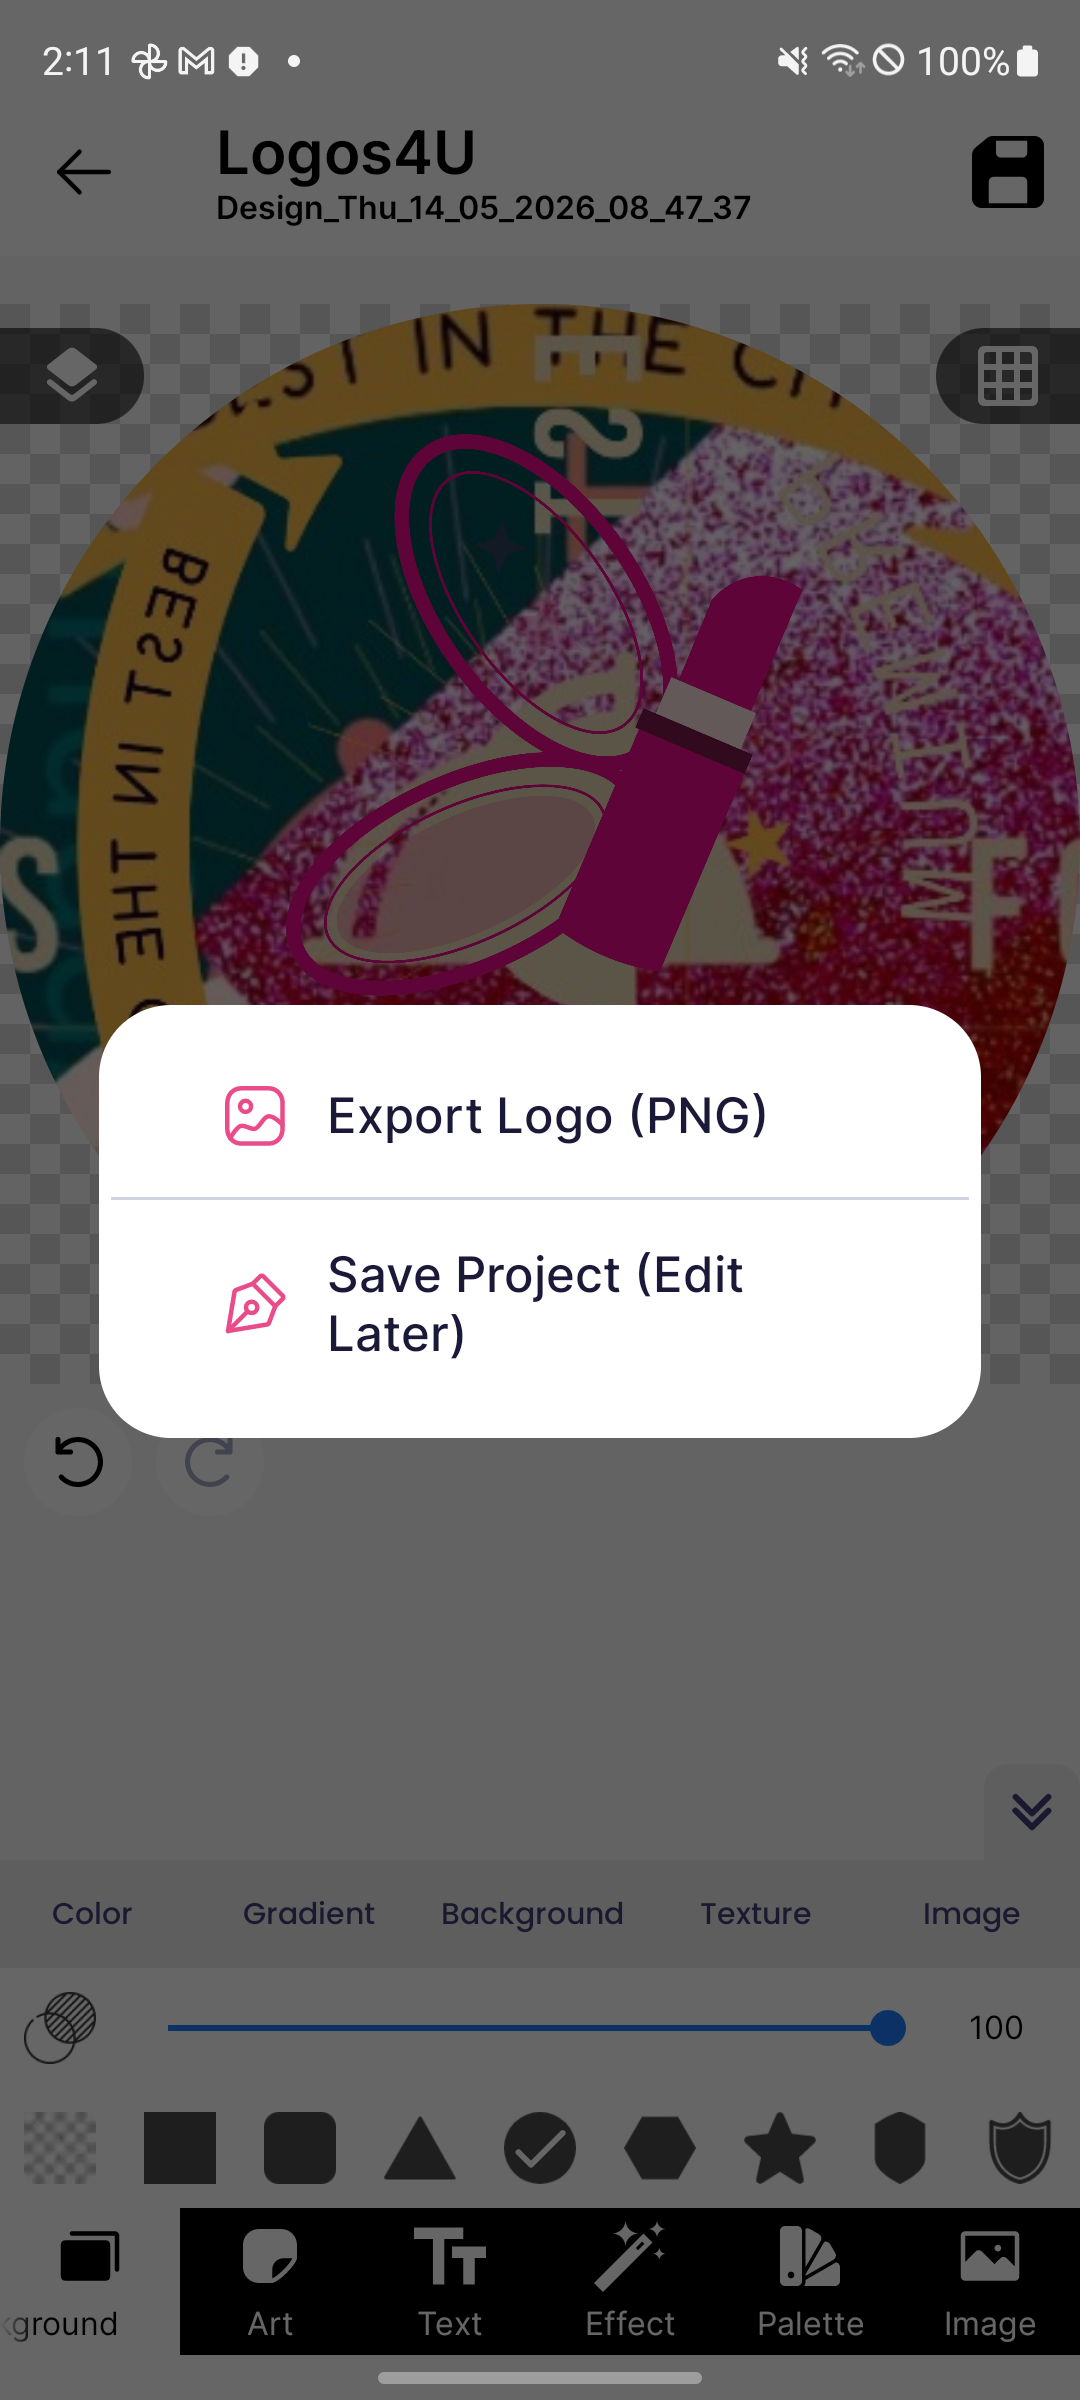 2:11
100%
Logos4U
Design_Thu_14_05_2026_08_47_37
IN THE
BEST IN THE
PREMIUM
Export Logo (PNG)
Save Project (Edit
Later)
Color
Gradient
Background
Texture
Image
100
ground
Art
Text
Effect
Palette
Image